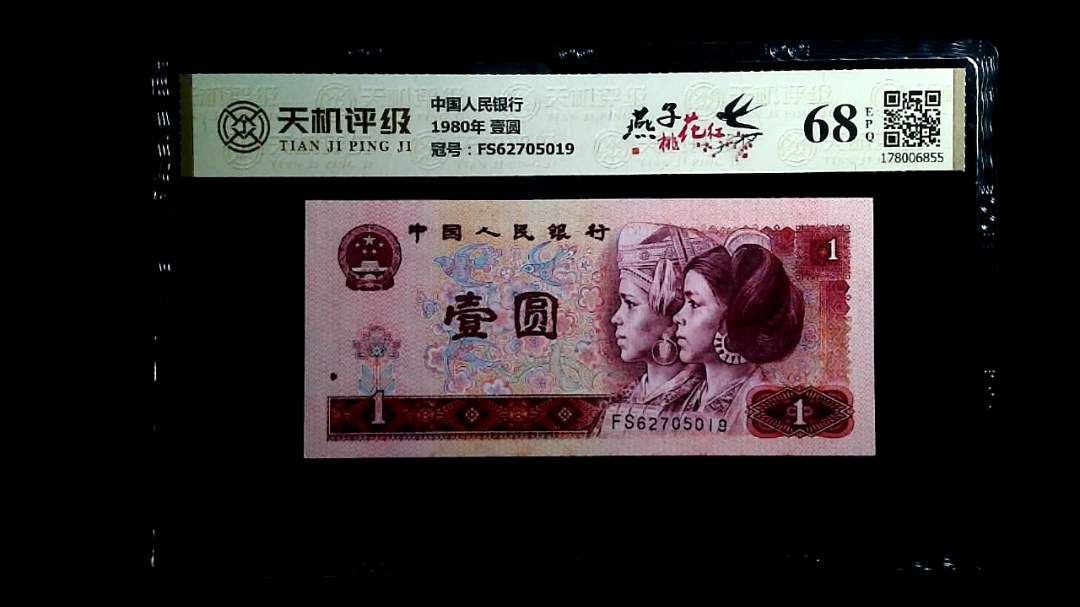 天机评级
TIAN JI PING JI
中国人民银行
1980年 壹圆
冠号：FS62705019
燕子
桃花红
68
EPQ
178006855
中国人民银行
1
壹圆
1
FS62705019
1